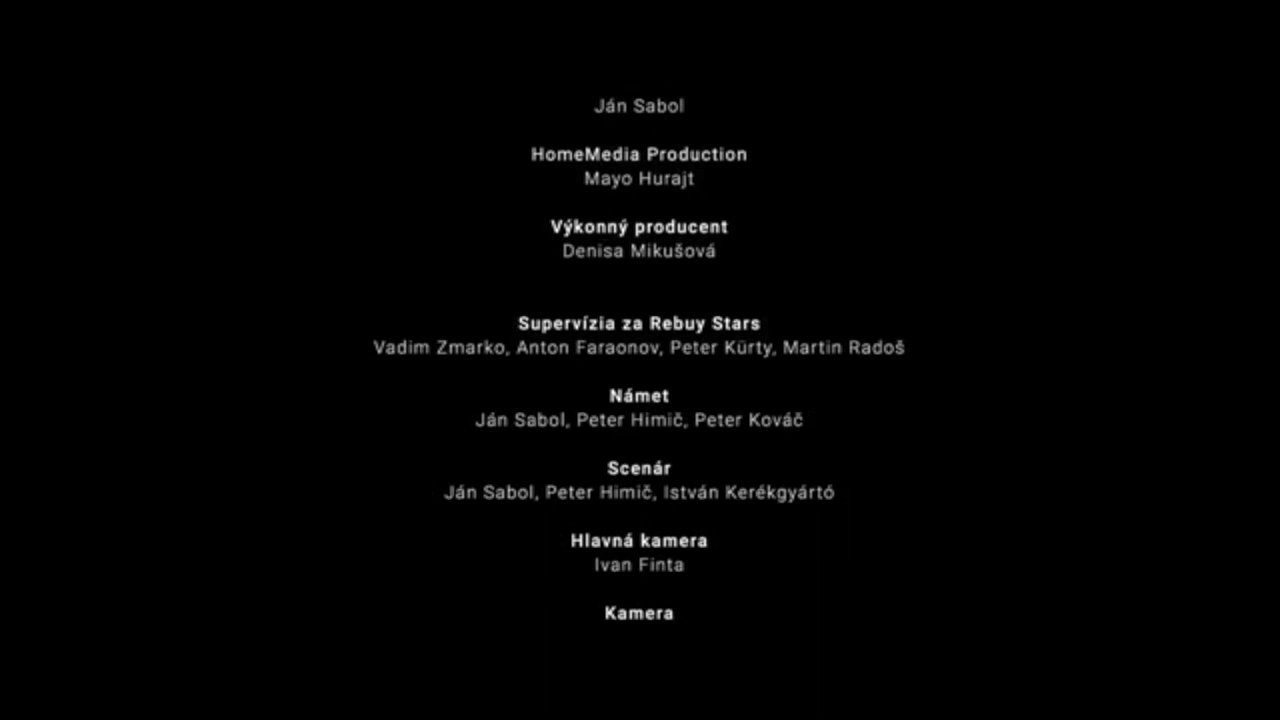 Ján Sabol
HomeMedia Production
Mayo Hurajt
Výkonný producent
Denisa Mikušová
Supervízia za Rebuy Stars
Vadim Zmarko, Anton Faraonov, Peter Kürty, Martin Radoš
Námet
Ján Sabol, Peter Himič, Peter Kováč
Scenár
Ján Sabol, Peter Himič, István Kerékgyártó
Hlavná kamera
Ivan Finta
Kamera